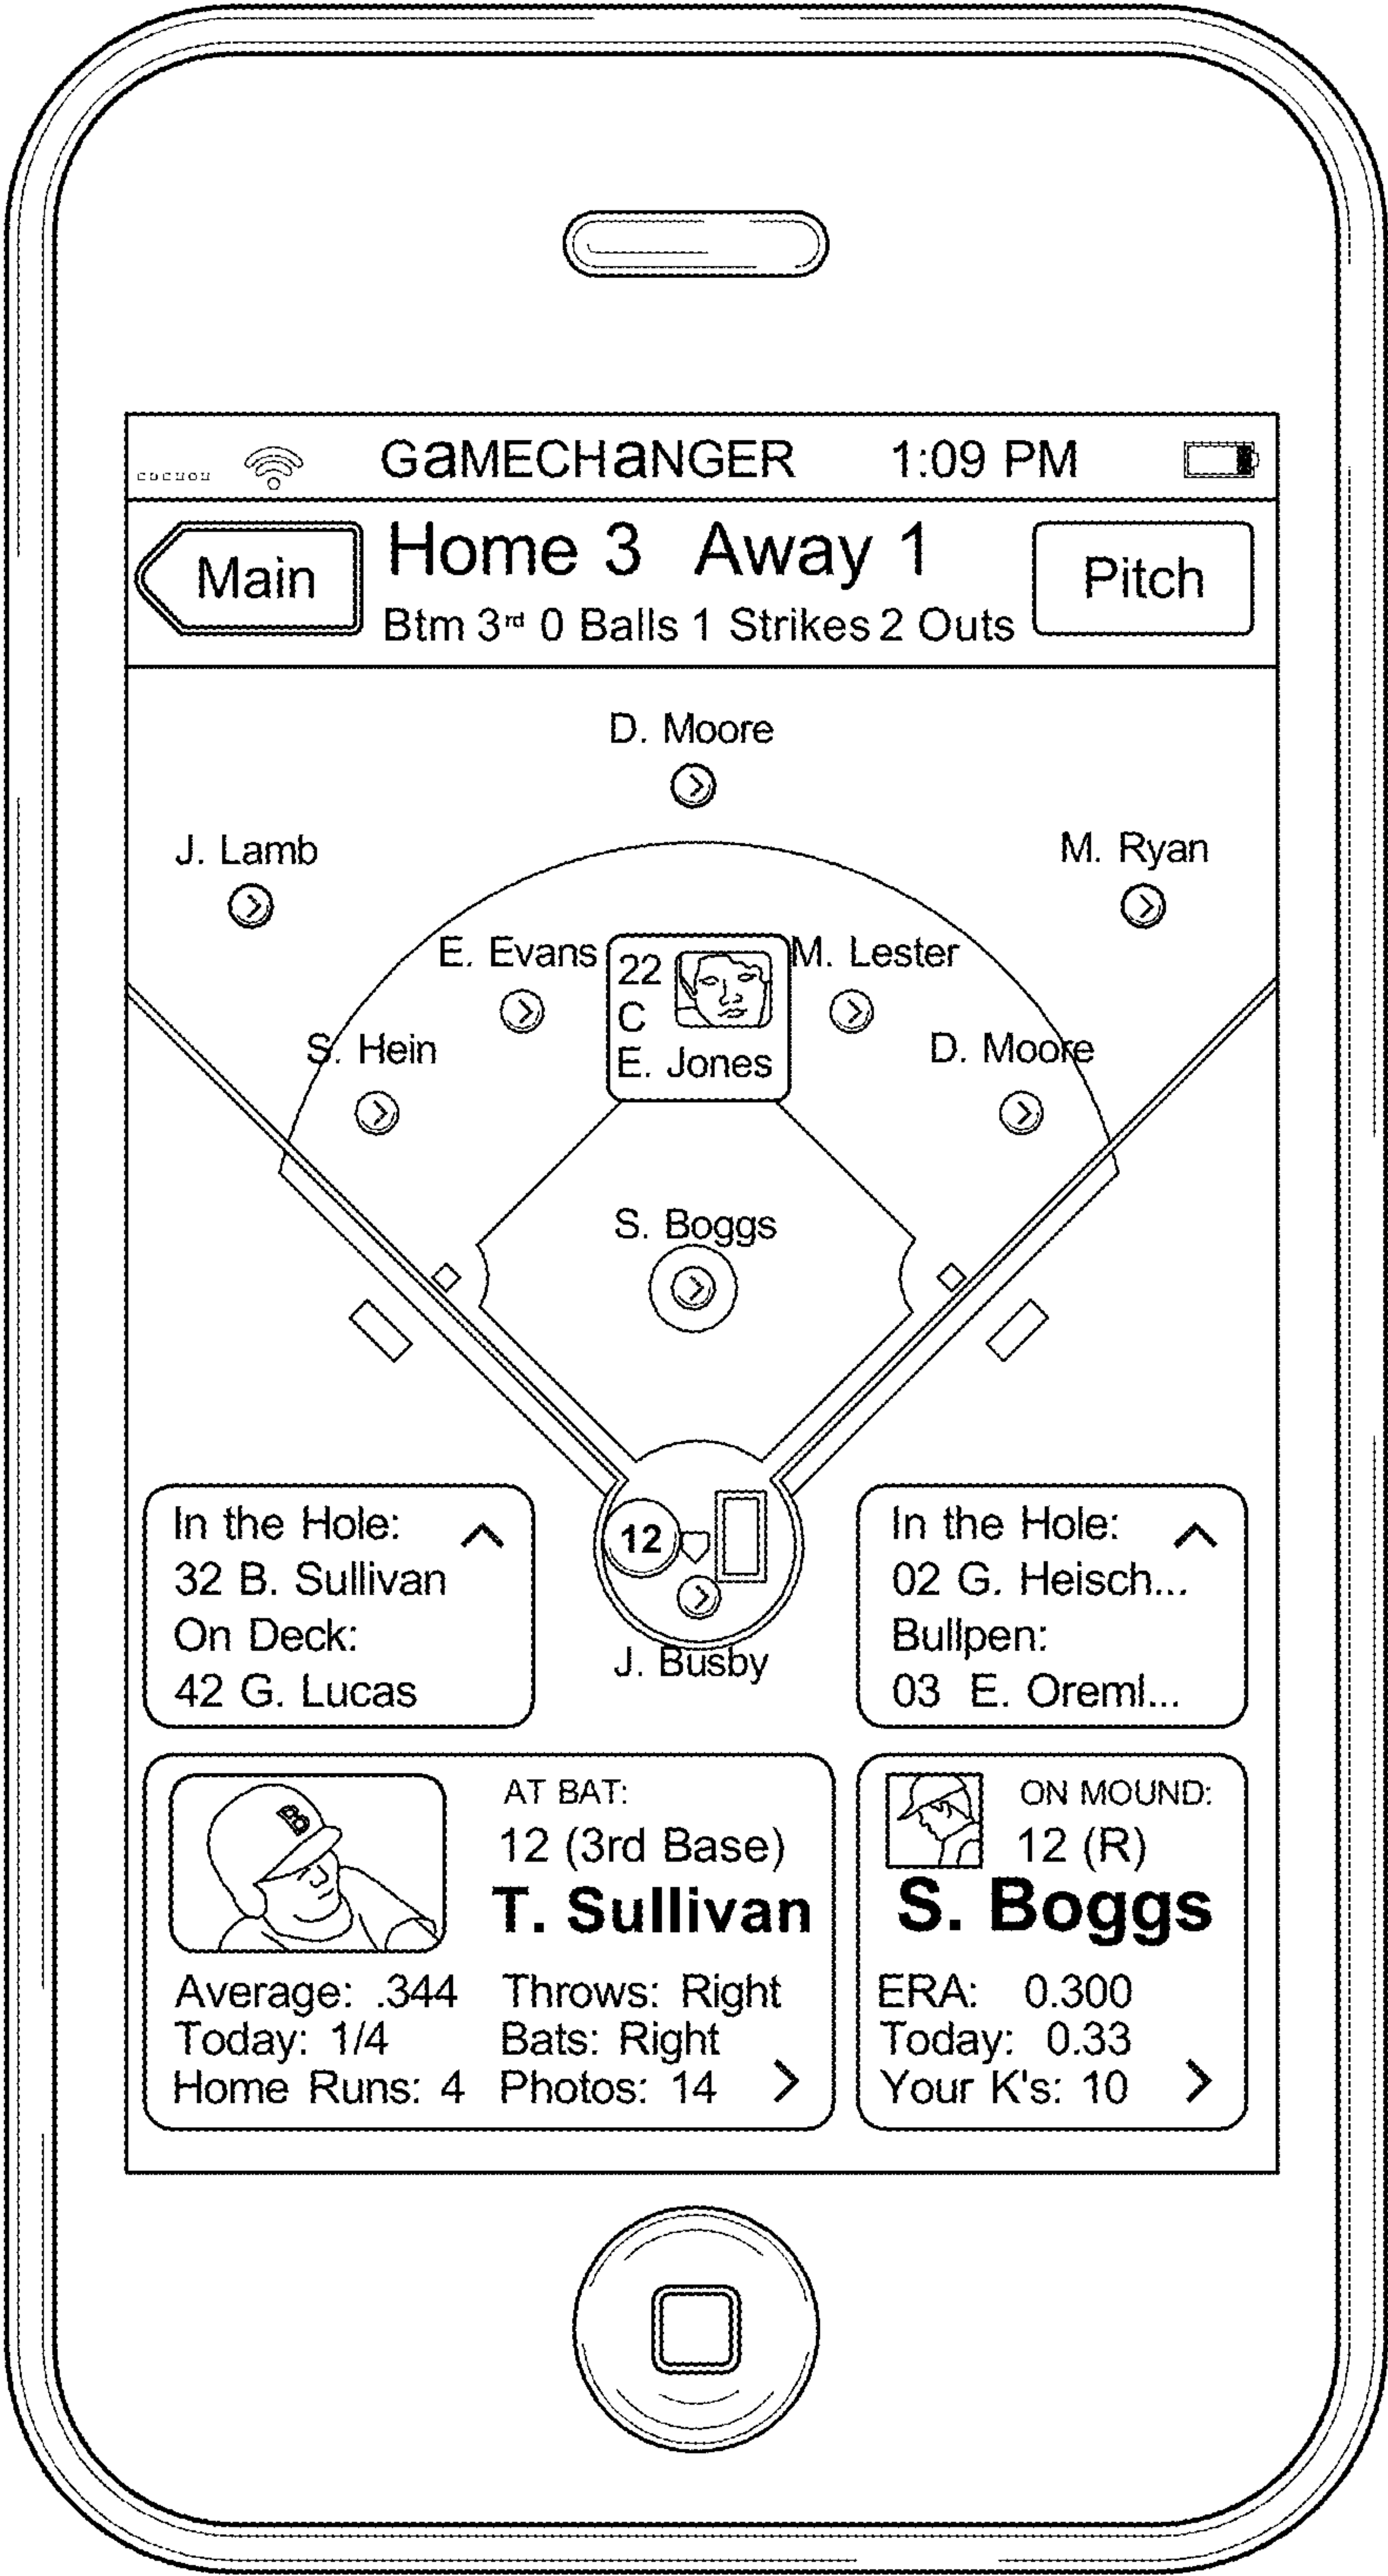 GaMECHaNGER 1:09 PM
Main
Home 3 Away 1
Pitch
Btm 3rd 0 Balls 1 Strikes 2 Outs
D. Moore
J. Lamb
M. Ryan
E. Evans
22
C
E. Jones
M. Lester
S. Hein
D. Moore
S. Boggs
12
J. Busby
In the Hole:
32 B. Sullivan
On Deck:
42 G. Lucas
In the Hole:
02 G. Heisch...
Bullpen:
03 E. Oreml...
B
AT BAT:
12 (3rd Base)
T. Sullivan
Average: .344 Throws: Right
Today: 1/4 Bats: Right
Home Runs: 4 Photos: 14
ON MOUND:
12 (R)
S. Boggs
ERA: 0.300
Today: 0.33
Your K's: 10